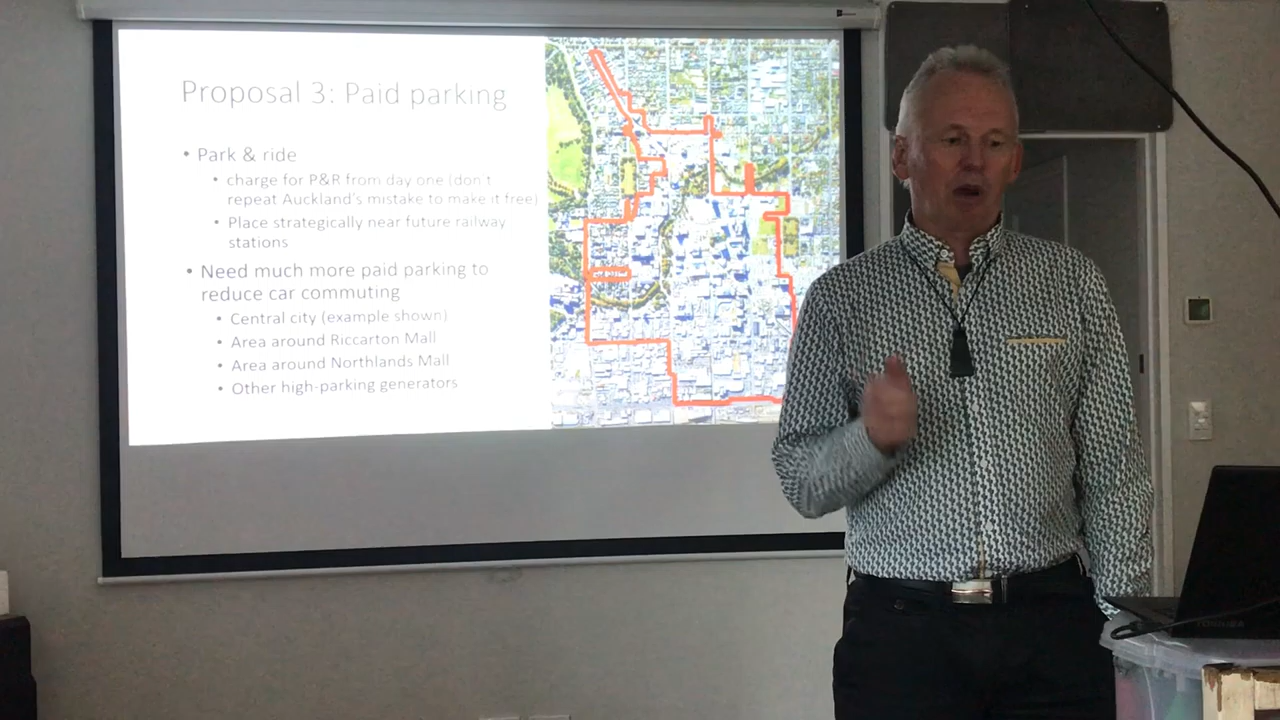 Proposal 3: Paid parking
• Park & ride
• charge for P&R from day one (don't
repeat Auckland's mistake to make it free)
• Place strategically near future railway
stations
• Need much more paid parking to
reduce car commuting
• Central city (example shown)
• Area around Riccarton Mall
• Area around Northlands Mall
• Other high-parking generators